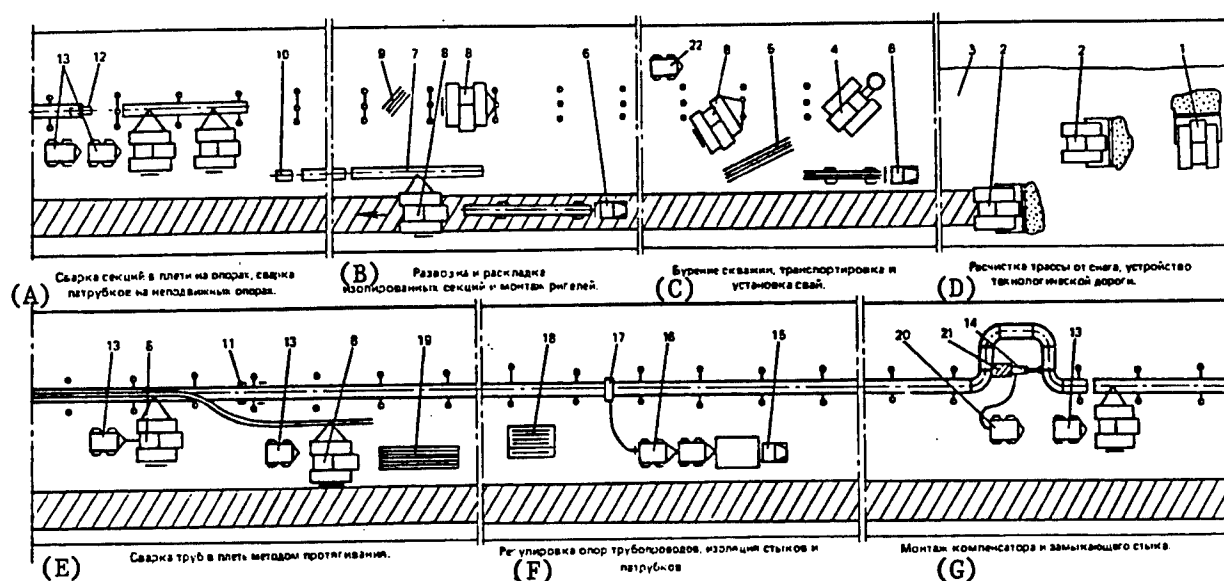 13 12 10 9 7 8 8 6 22 8 5 4 6 3 2 2 1
Сварка секций в плети на опорах, сварка
(A) патрубков на неподвижных опорах.
(B) Развозка и раскладка
изолированных секций и монтаж ригелей.
(C) Бурение скважин, транспортировка и
установка свай.
(D) Расчистка трассы от снега, устройство
технологической дороги.
13 5 11 13 8 19 18 17 16 15 20 21 14 13
(E) Сварка труб в плеть методом протягивания.
(F) Регулировка опор трубопроводов, изоляция стыков и
патрубков
(G) Монтаж компенсатора и замыкающего стыка.